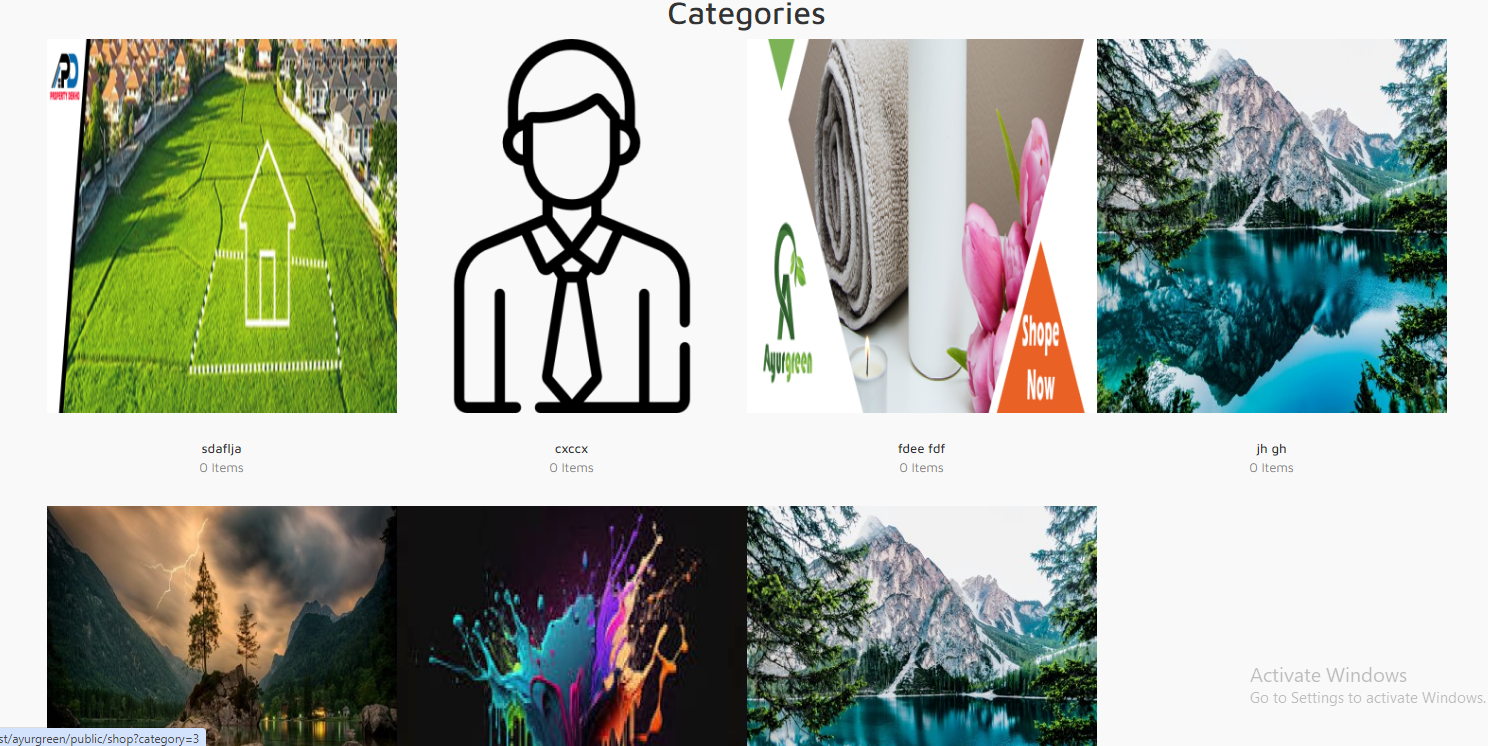 Categories
APD
PROPERTY DEKHO
Ayurgreen
Shope
Now
sdaflja
0 Items
cxccx
0 Items
fdee fdf
0 Items
jh gh
0 Items
Activate Windows
Go to Settings to activate Windows.
st/ayurgreen/public/shop?category=3